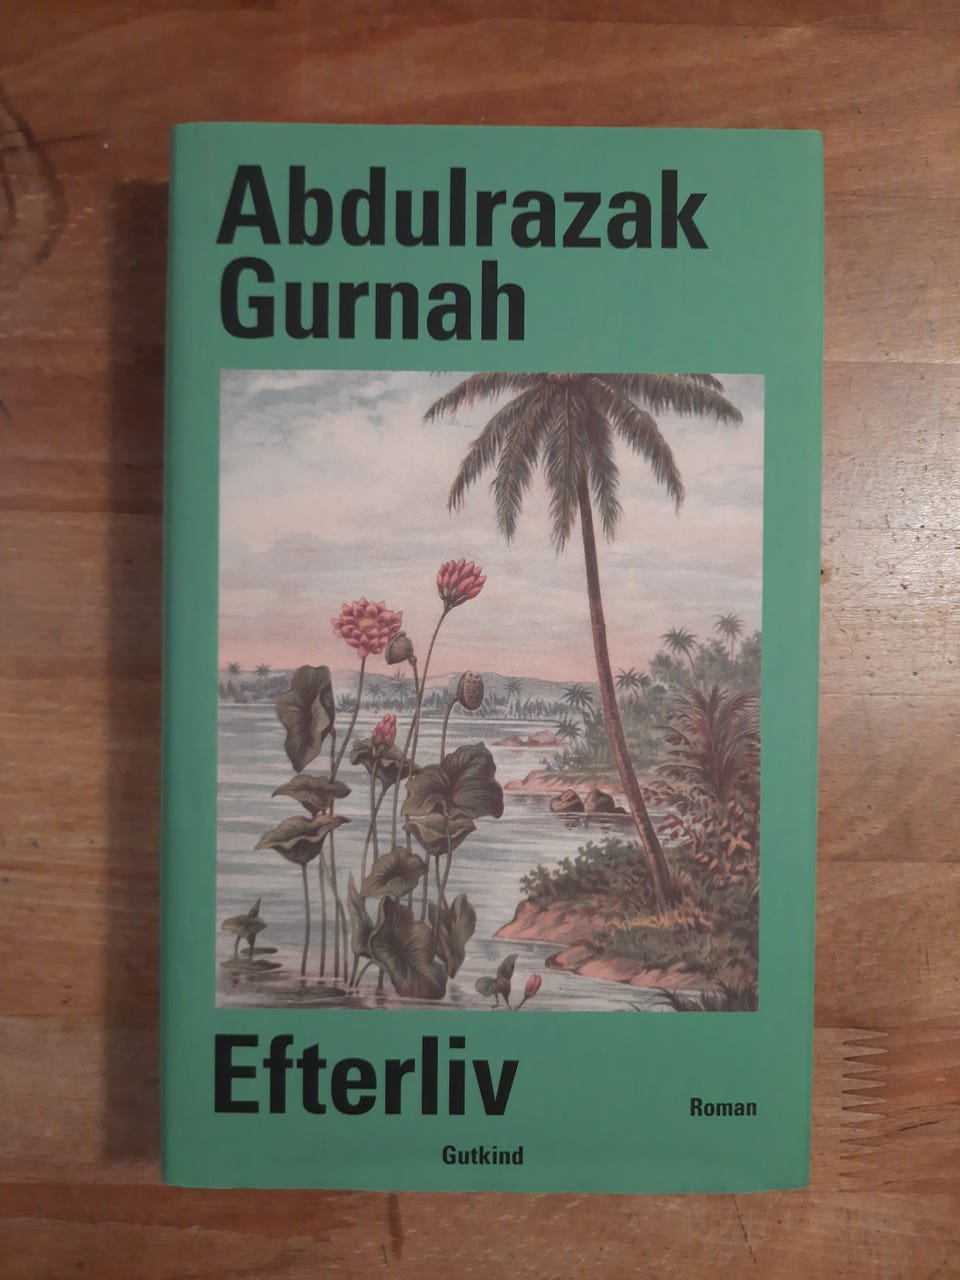 Abdulrazak
Gurnah
Efterliv
Roman
Gutkind